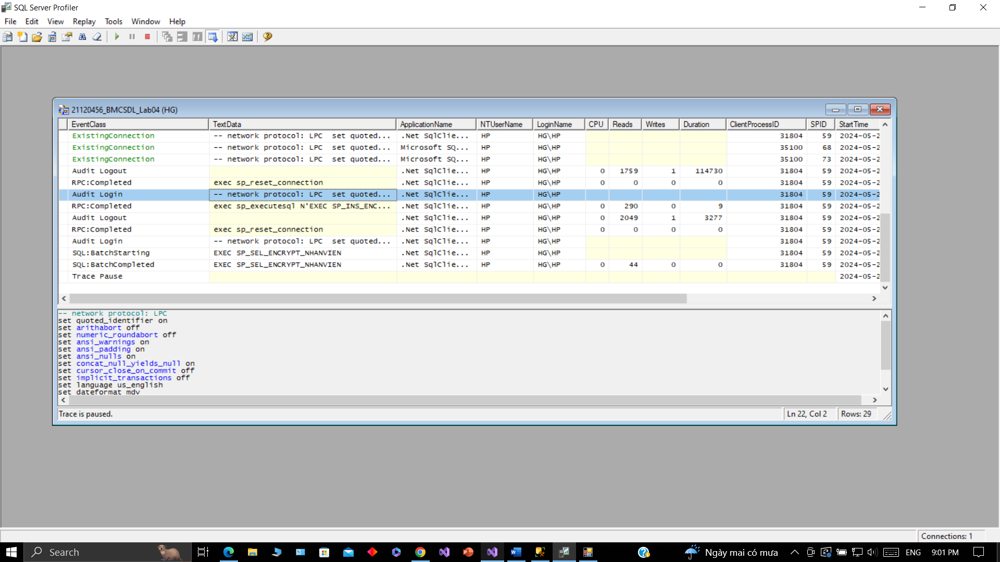 SQL Server Profiler
File Edit View Replay Tools Window Help
21120456_BMCSDL_Lab04 (HG)
EventClass TextData ApplicationName NTUserName LoginName CPU Reads Writes Duration ClientProcessID SPID StartTime
ExistingConnection -- network protocol: LPC set quoted... .Net SqlClie... HP HG\HP 31804 59 2024-05-2
ExistingConnection -- network protocol: LPC set quoted... Microsoft SQ... HP HG\HP 35100 68 2024-05-2
ExistingConnection -- network protocol: LPC set quoted... Microsoft SQ... HP HG\HP 35100 73 2024-05-2
Audit Logout .Net SqlClie... HP HG\HP 0 1759 1 114730 31804 59 2024-05-2
RPC:Completed exec sp_reset_connection .Net SqlClie... HP HG\HP 0 0 0 0 31804 59 2024-05-2
Audit Login -- network protocol: LPC set quoted... .Net SqlClie... HP HG\HP 31804 59 2024-05-2
RPC:Completed exec sp_executesql N'EXEC SP_INS_ENC... .Net SqlClie... HP HG\HP 0 290 0 9 31804 59 2024-05-2
Audit Logout .Net SqlClie... HP HG\HP 0 2049 1 3277 31804 59 2024-05-2
RPC:Completed exec sp_reset_connection .Net SqlClie... HP HG\HP 0 0 0 0 31804 59 2024-05-2
Audit Login -- network protocol: LPC set quoted... .Net SqlClie... HP HG\HP 31804 59 2024-05-2
SQL:BatchStarting EXEC SP_SEL_ENCRYPT_NHANVIEN .Net SqlClie... HP HG\HP 31804 59 2024-05-2
SQL:BatchCompleted EXEC SP_SEL_ENCRYPT_NHANVIEN .Net SqlClie... HP HG\HP 0 44 0 0 31804 59 2024-05-2
Trace Pause 2024-05-2
-- network protocol: LPC
set quoted_identifier on
set arithabort off
set numeric_roundabort off
set ansi_warnings on
set ansi_padding on
set ansi_nulls on
set concat_null_yields_null on
set cursor_close_on_commit off
set implicit_transactions off
set language us_english
set dateformat mdy
Trace is paused. Ln 22, Col 2 Rows: 29
Connections: 1
Search Ngày mai có mưa ENG 9:01 PM